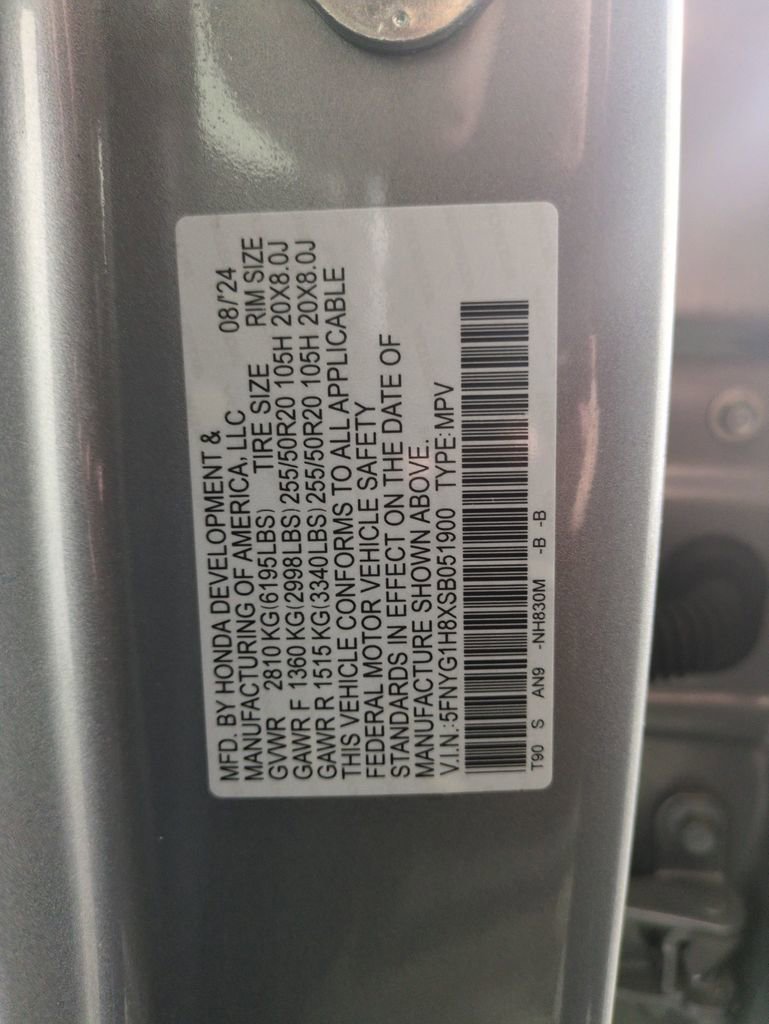 MFD. BY HONDA DEVELOPMENT &
MANUFACTURING OF AMERICA, LLC 08/'24
GVWR 2810 KG(6195LBS) TIRE SIZE RIM SIZE
GAWR F 1360 KG(2998LBS) 255/50R20 105H 20X8.0J
GAWR R 1515 KG(3340LBS) 255/50R20 105H 20X8.0J
THIS VEHICLE CONFORMS TO ALL APPLICABLE
FEDERAL MOTOR VEHICLE SAFETY
STANDARDS IN EFFECT ON THE DATE OF
MANUFACTURE SHOWN ABOVE.
V.I.N.:5FNYG1H8XSB051900 TYPE:MPV
T90 S AN9 -NH830M -B -B